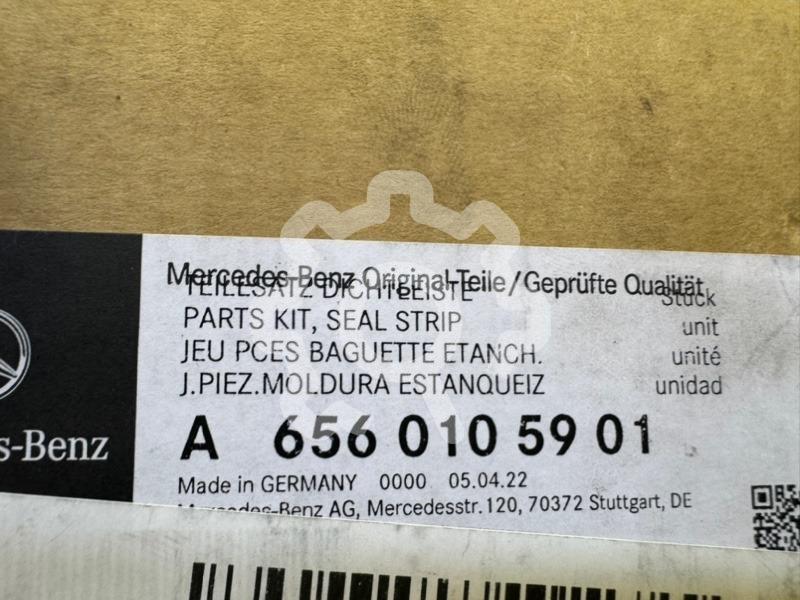 Mercedes-Benz Original-Teile/Geprüfte Qualität
TEILESATZ DICHTLEISTE Stück
PARTS KIT, SEAL STRIP unit
JEU PCES BAGUETTE ETANCH. unité
J.PIEZ.MOLDURA ESTANQUEIZ unidad
s-Benz
A 656 010 59 01
Made in GERMANY 0000 05.04.22
Mercedes-Benz AG, Mercedesstr.120, 70372 Stuttgart, DE